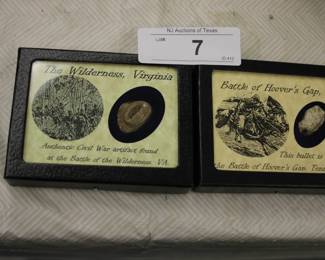 NJ Auctions of Texas
Lot#:
7
The Wilderness, Virginia
Authentic Civil War artifact found
at the Battle of the Wilderness, VA.
Battle of Hoover's Gap,
This bullet is
the Battle of Hoover's Gap, Tenn